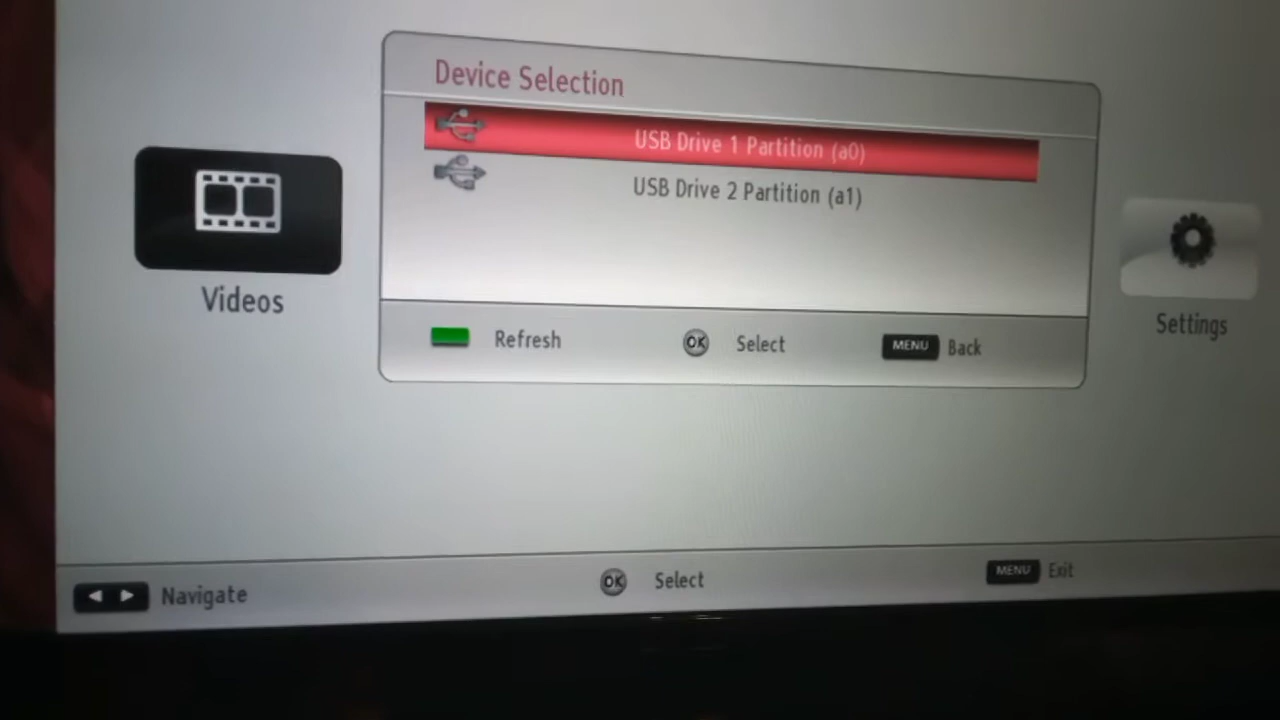 Device Selection
USB Drive 1 Partition (a0)
USB Drive 2 Partition (a1)
Videos
Settings
Refresh
OK Select
MENU Back
Navigate
OK Select
MENU Exit